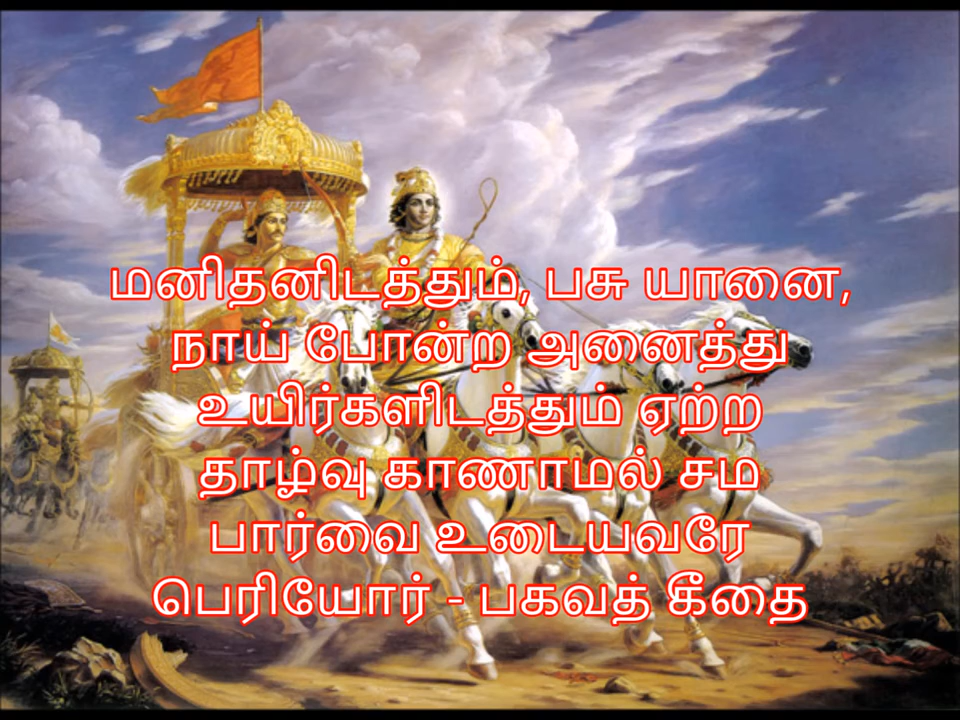 மனிதனிடத்தும், பசு யானை,
நாய் போன்ற அனைத்து
உயிர்களிடத்தும் ஏற்ற
தாழ்வு காணாமல் சம
பார்வை உடையவரே
பெரியோர் - பகவத் கீதை